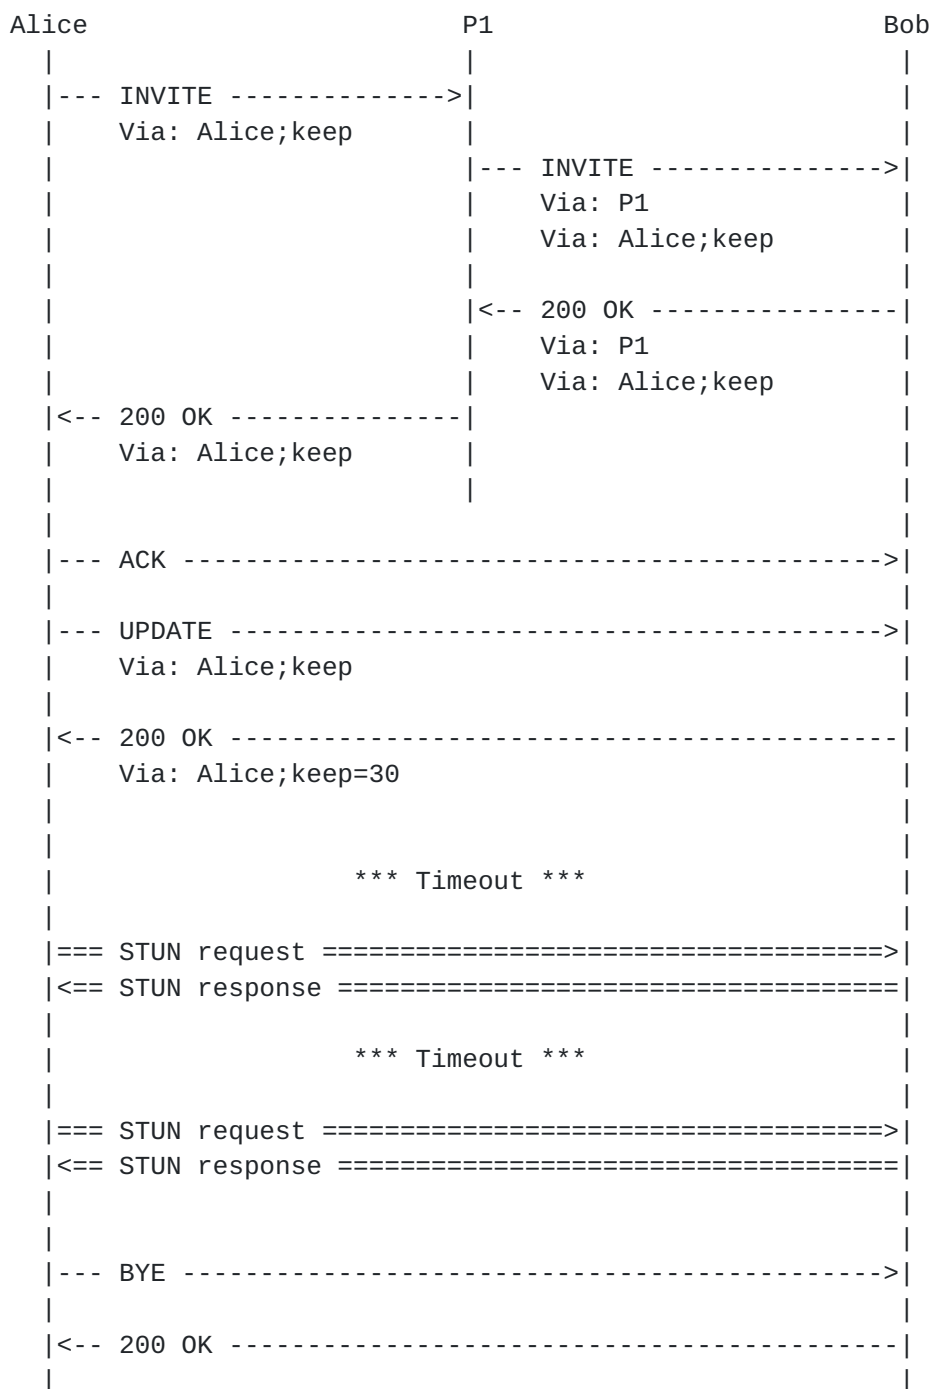 Alice                        P1                         Bob
  |                          |                           |
  |--- INVITE -------------->|                           |
  |    Via: Alice;keep       |                           |
  |                          |--- INVITE --------------->|
  |                          |    Via: P1                |
  |                          |    Via: Alice;keep        |
  |                          |                           |
  |                          |<-- 200 OK ----------------|
  |                          |    Via: P1                |
  |                          |    Via: Alice;keep        |
  |<-- 200 OK ---------------|                           |
  |    Via: Alice;keep       |                           |
  |                          |                           |
  |                                                      |
  |--- ACK --------------------------------------------->|
  |                                                      |
  |--- UPDATE ------------------------------------------>|
  |    Via: Alice;keep                                   |
  |                                                      |
  |<-- 200 OK -------------------------------------------|
  |    Via: Alice;keep=30                                |
  |                                                      |
  |                                                      |
  |                   *** Timeout ***                    |
  |                                                      |
  |=== STUN request ====================================>|
  |<== STUN response ====================================|
  |                                                      |
  |                   *** Timeout ***                    |
  |                                                      |
  |=== STUN request ====================================>|
  |<== STUN response ====================================|
  |                                                      |
  |                                                      |
  |--- BYE --------------------------------------------->|
  |                                                      |
  |<-- 200 OK -------------------------------------------|
  |                                                      |